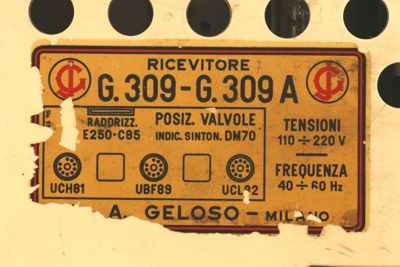 RICEVITORE
G. 309 - G. 309 A
RADDRIZZ.
E250-C85
POSIZ. VALVOLE
INDIC. SINTON. DM70
TENSIONI
110 ÷ 220 V
FREQUENZA
40 ÷ 60 Hz
UCH81 UBF89 UCL82
A. GELOSO - MILANO